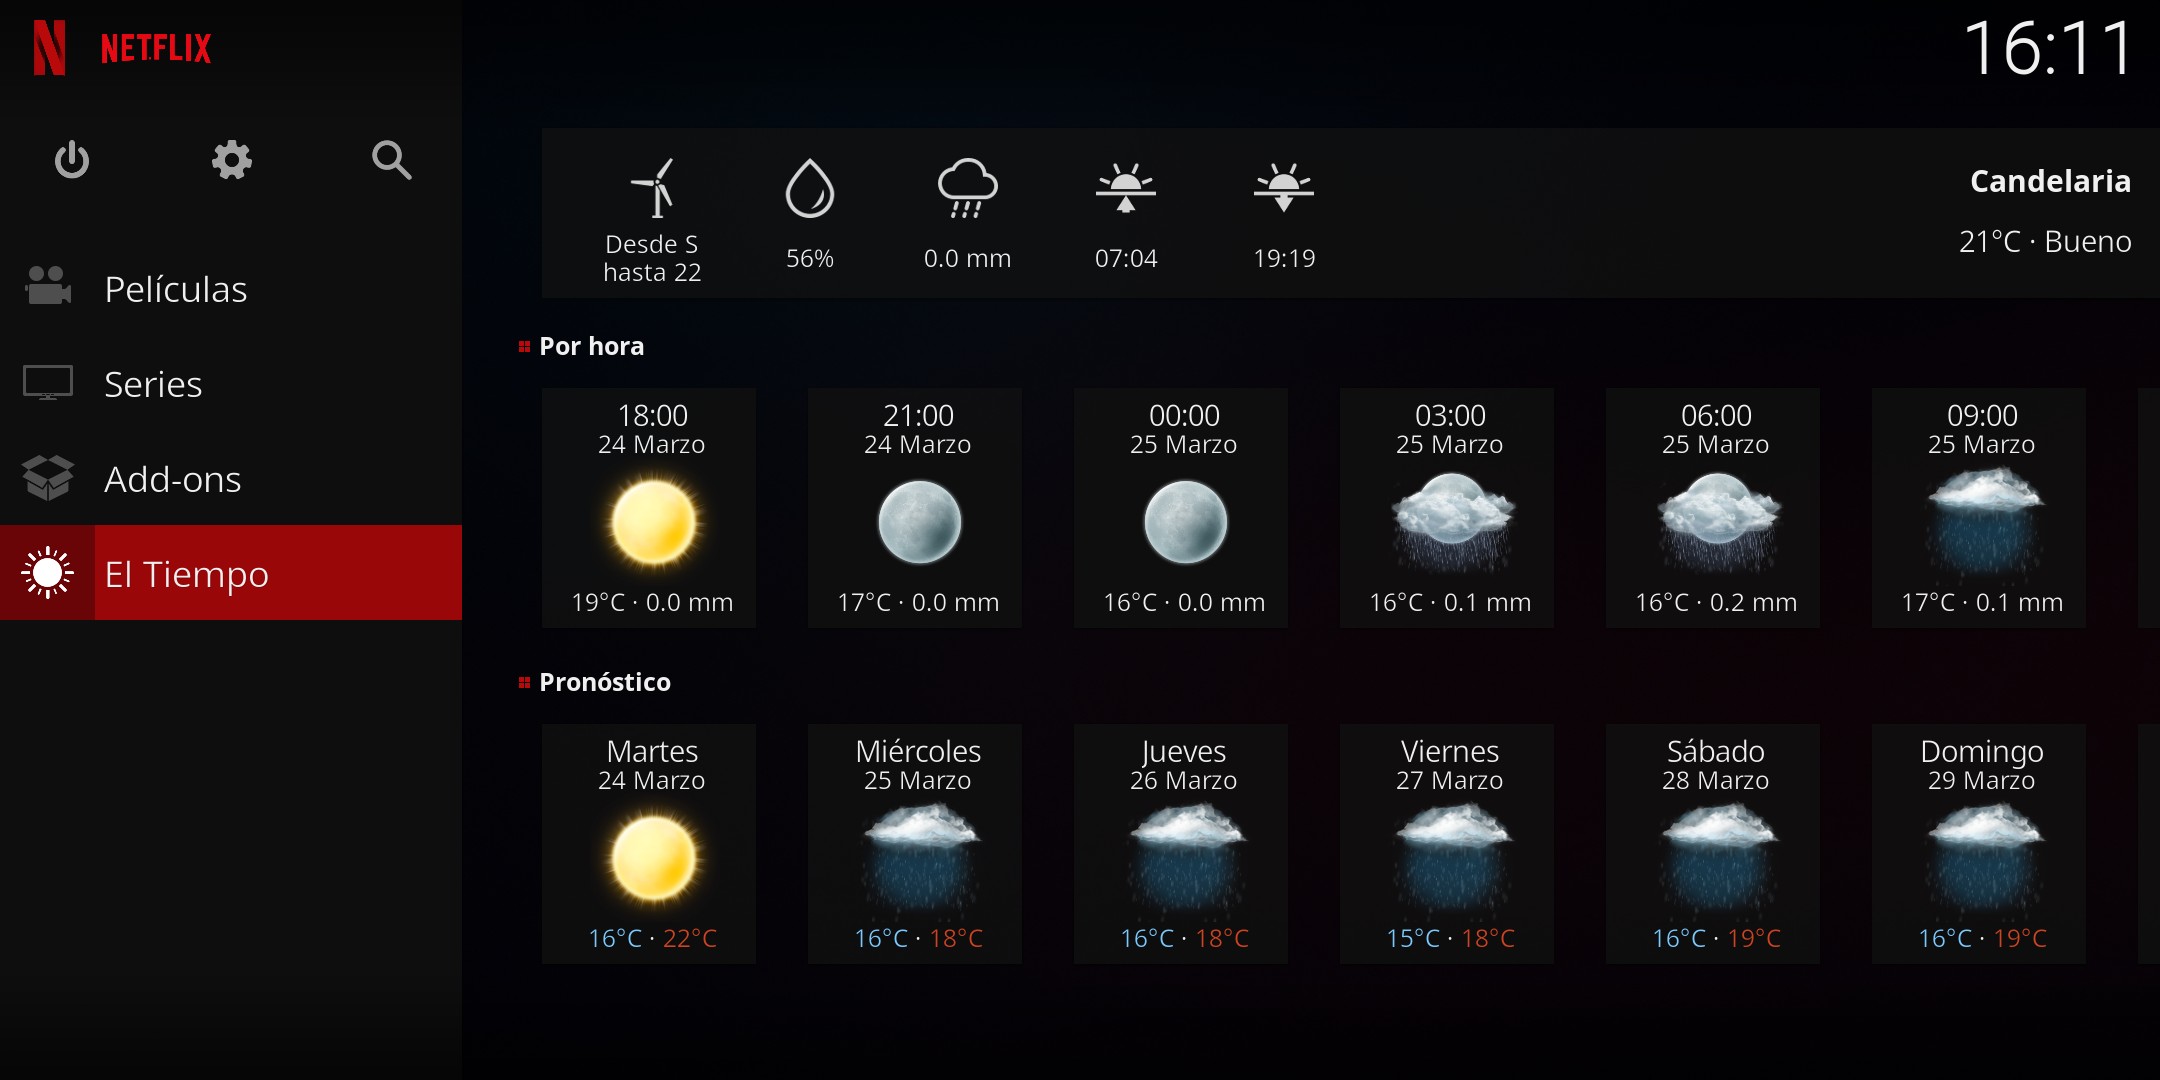 NETFLIX
16:11
Películas
Series
Add-ons
El Tiempo
Desde S
hasta 22
56%
0.0 mm
07:04
19:19
Candelaria
21°C · Bueno
Por hora
18:00
24 Marzo
19°C · 0.0 mm
21:00
24 Marzo
17°C · 0.0 mm
00:00
25 Marzo
16°C · 0.0 mm
03:00
25 Marzo
16°C · 0.1 mm
06:00
25 Marzo
16°C · 0.2 mm
09:00
25 Marzo
17°C · 0.1 mm
Pronóstico
Martes
24 Marzo
16°C · 22°C
Miércoles
25 Marzo
16°C · 18°C
Jueves
26 Marzo
16°C · 18°C
Viernes
27 Marzo
15°C · 18°C
Sábado
28 Marzo
16°C · 19°C
Domingo
29 Marzo
16°C · 19°C